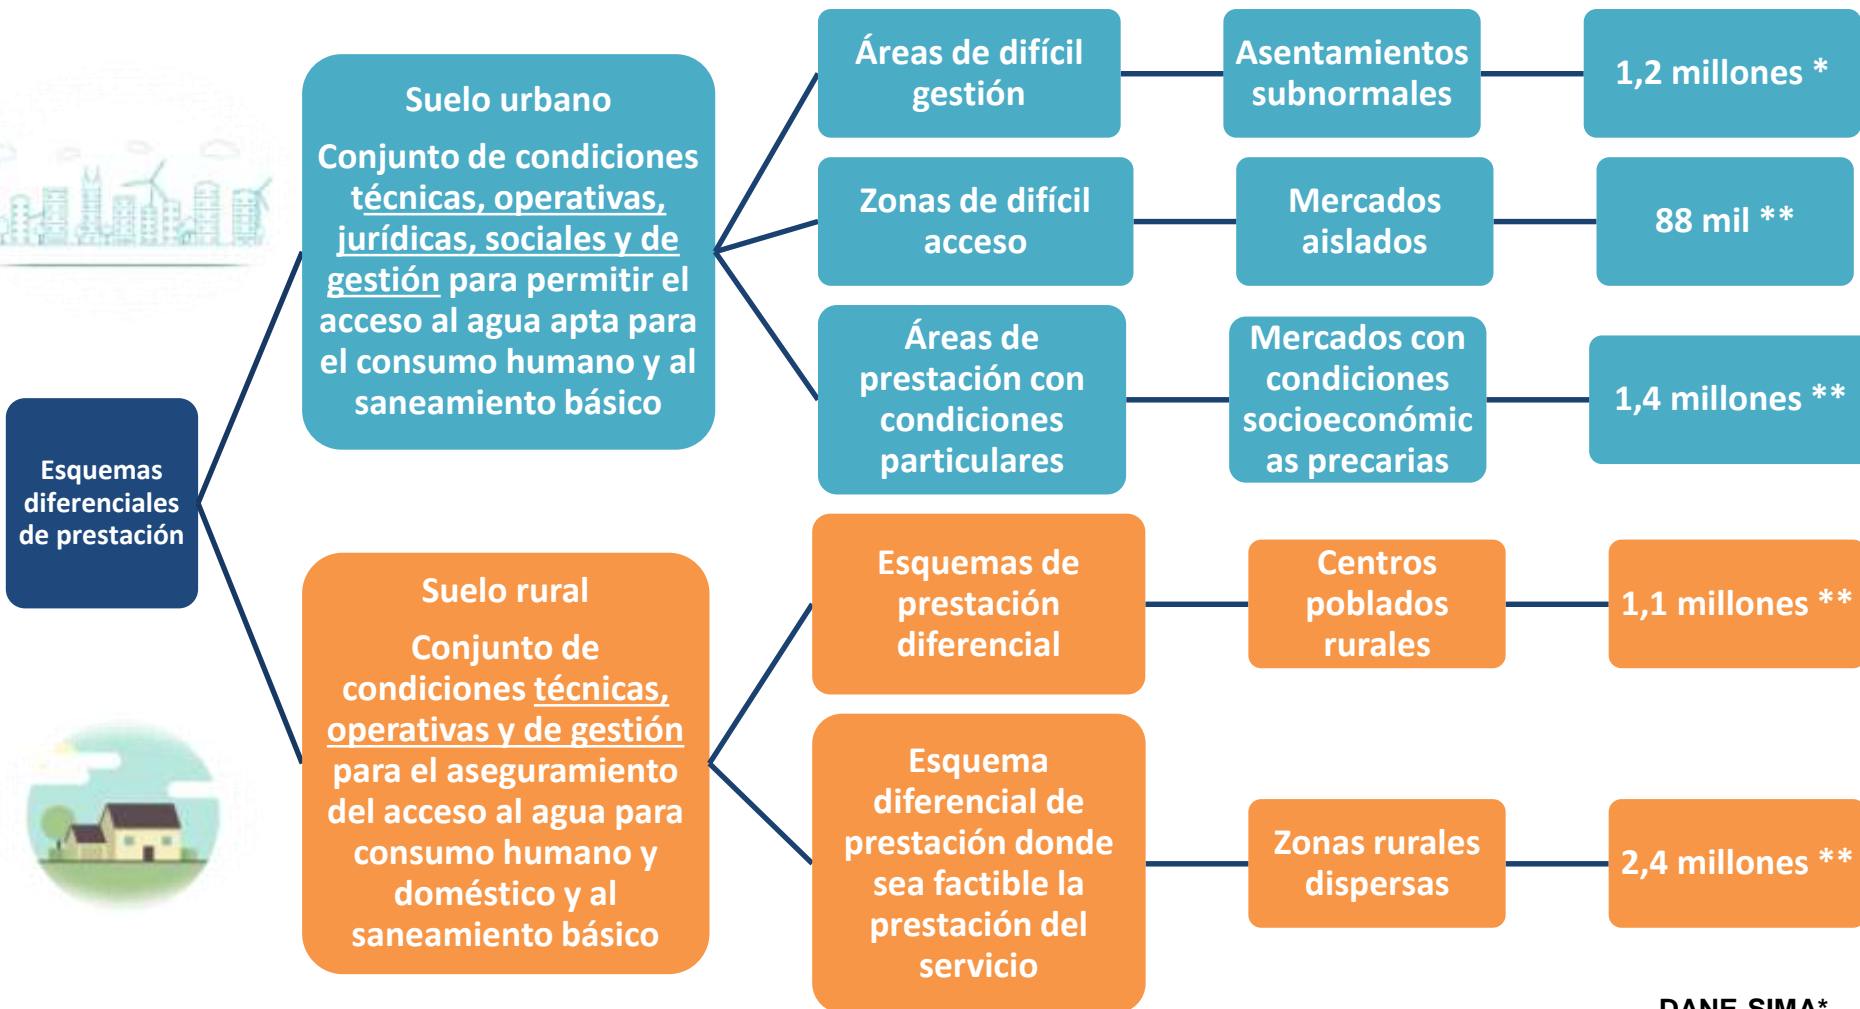 Esquemas
diferenciales
de prestación
Suelo urbano
Conjunto de condiciones
técnicas, operativas,
jurídicas, sociales y de
gestión para permitir el
acceso al agua apta para
el consumo humano y al
saneamiento básico
Áreas de difícil
gestión
Asentamientos
subnormales
1,2 millones *
Zonas de difícil
acceso
Mercados
aislados
88 mil **
Áreas de
prestación con
condiciones
particulares
Mercados con
condiciones
socioeconómic
as precarias
1,4 millones **
Suelo rural
Conjunto de
condiciones técnicas,
operativas y de gestión
para el aseguramiento
del acceso al agua para
consumo humano y
doméstico y al
saneamiento básico
Esquemas de
prestación
diferencial
Centros
poblados
rurales
1,1 millones **
Esquema
diferencial de
prestación donde
sea factible la
prestación del
servicio
Zonas rurales
dispersas
2,4 millones **
DANE SIMA*